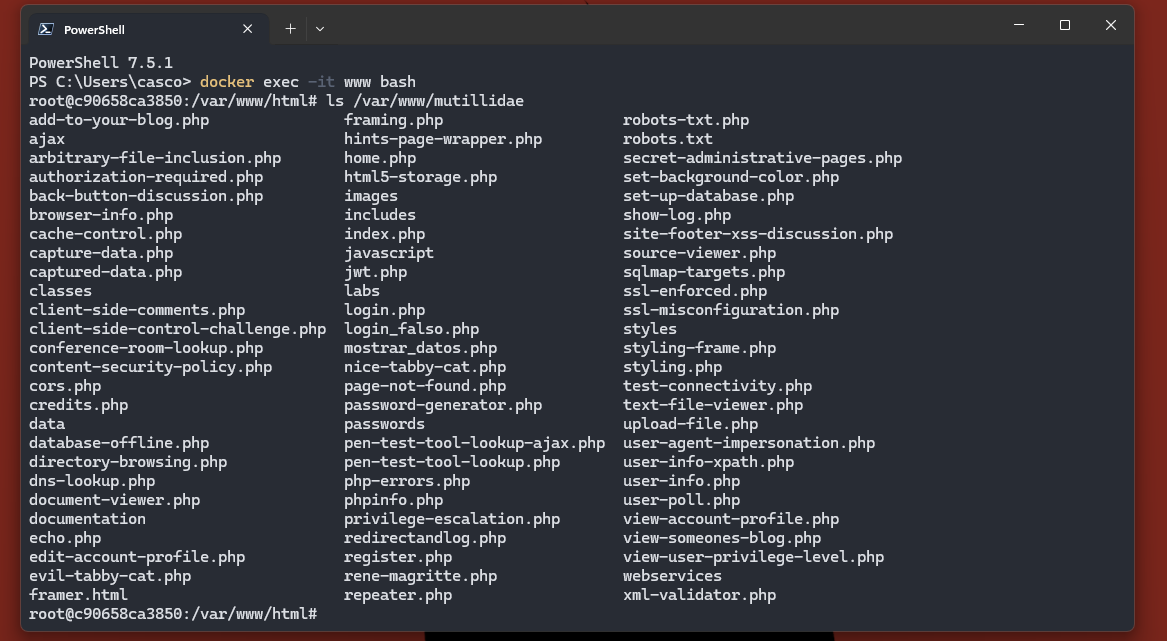 PowerShell
PowerShell 7.5.1
PS C:\Users\casco> docker exec -it www bash
root@c90658ca3850:/var/www/html# ls /var/www/mutillidae
add-to-your-blog.php framing.php robots-txt.php
ajax hints-page-wrapper.php robots.txt
arbitrary-file-inclusion.php home.php secret-administrative-pages.php
authorization-required.php html5-storage.php set-background-color.php
back-button-discussion.php images set-up-database.php
browser-info.php includes show-log.php
cache-control.php index.php site-footer-xss-discussion.php
capture-data.php javascript source-viewer.php
captured-data.php jwt.php sqlmap-targets.php
classes labs ssl-enforced.php
client-side-comments.php login.php ssl-misconfiguration.php
client-side-control-challenge.php login_falso.php styles
conference-room-lookup.php mostrar_datos.php styling-frame.php
content-security-policy.php nice-tabby-cat.php styling.php
cors.php page-not-found.php test-connectivity.php
credits.php password-generator.php text-file-viewer.php
data passwords upload-file.php
database-offline.php pen-test-tool-lookup-ajax.php user-agent-impersonation.php
directory-browsing.php pen-test-tool-lookup.php user-info-xpath.php
dns-lookup.php php-errors.php user-info.php
document-viewer.php phpinfo.php user-poll.php
documentation privilege-escalation.php view-account-profile.php
echo.php redirectandlog.php view-someones-blog.php
edit-account-profile.php register.php view-user-privilege-level.php
evil-tabby-cat.php rene-magritte.php webservices
framer.html repeater.php xml-validator.php
root@c90658ca3850:/var/www/html#